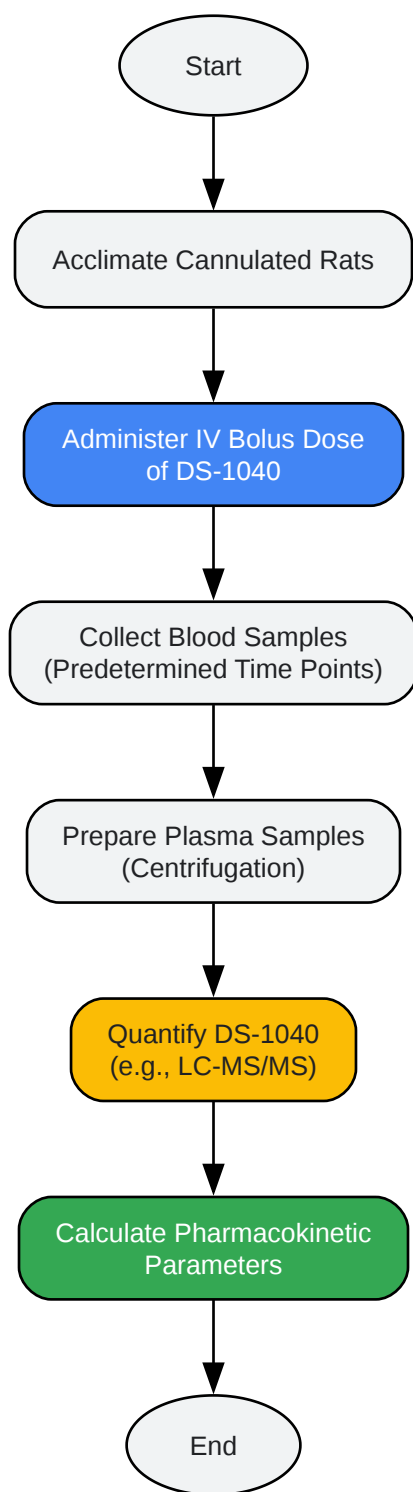 Start
Acclimate Cannulated Rats
Administer IV Bolus Dose
of DS-1040
Collect Blood Samples
(Predetermined Time Points)
Prepare Plasma Samples
(Centrifugation)
Quantify DS-1040
(e.g., LC-MS/MS)
Calculate Pharmacokinetic
Parameters
End